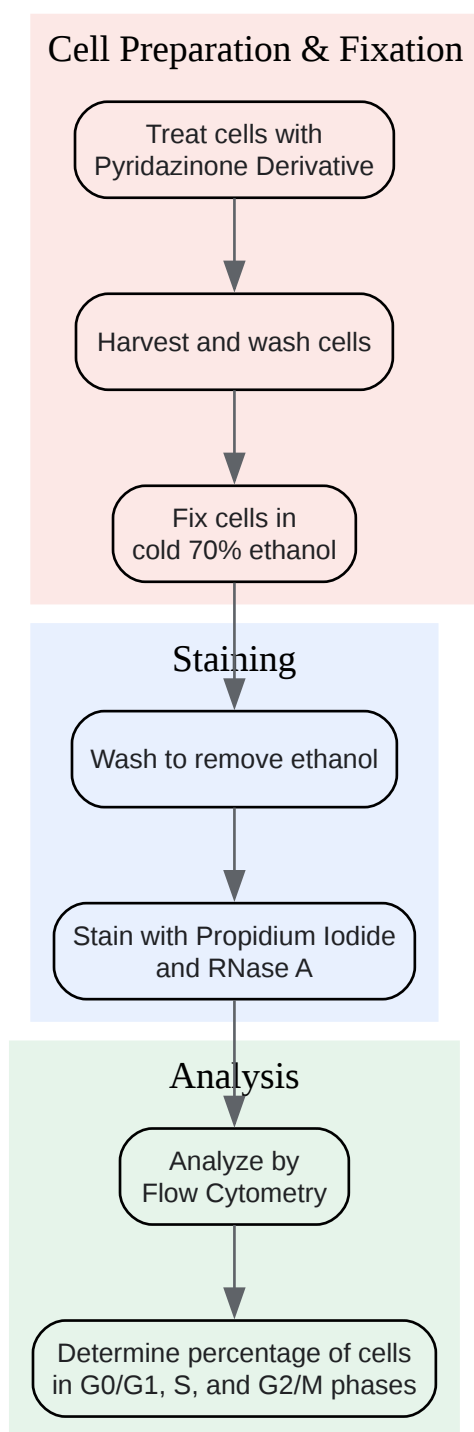 Cell Preparation & Fixation
Treat cells with
Pyridazinone Derivative
Harvest and wash cells
Fix cells in
cold 70% ethanol
Staining
Wash to remove ethanol
Stain with Propidium Iodide
and RNase A
Analysis
Analyze by
Flow Cytometry
Determine percentage of cells
in G0/G1, S, and G2/M phases